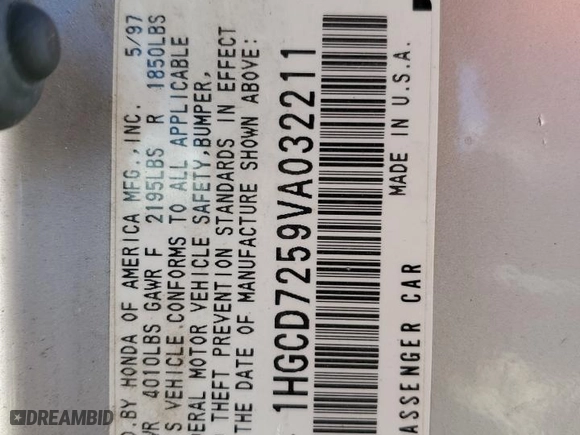 D.BY HONDA OF AMERICA MFG., INC. 5/97
WR 4010LBS GAWR F 2195LBS R 1850LBS
S VEHICLE CONFORMS TO ALL APPLICABLE
DERAL MOTOR VEHICLE SAFETY,BUMPER,
THEFT PREVENTION STANDARDS IN EFFECT
THE DATE OF MANUFACTURE SHOWN ABOVE:
1HGCD7259VA032211
ASSENGER CAR MADE IN U.S.A.
DREAMBID